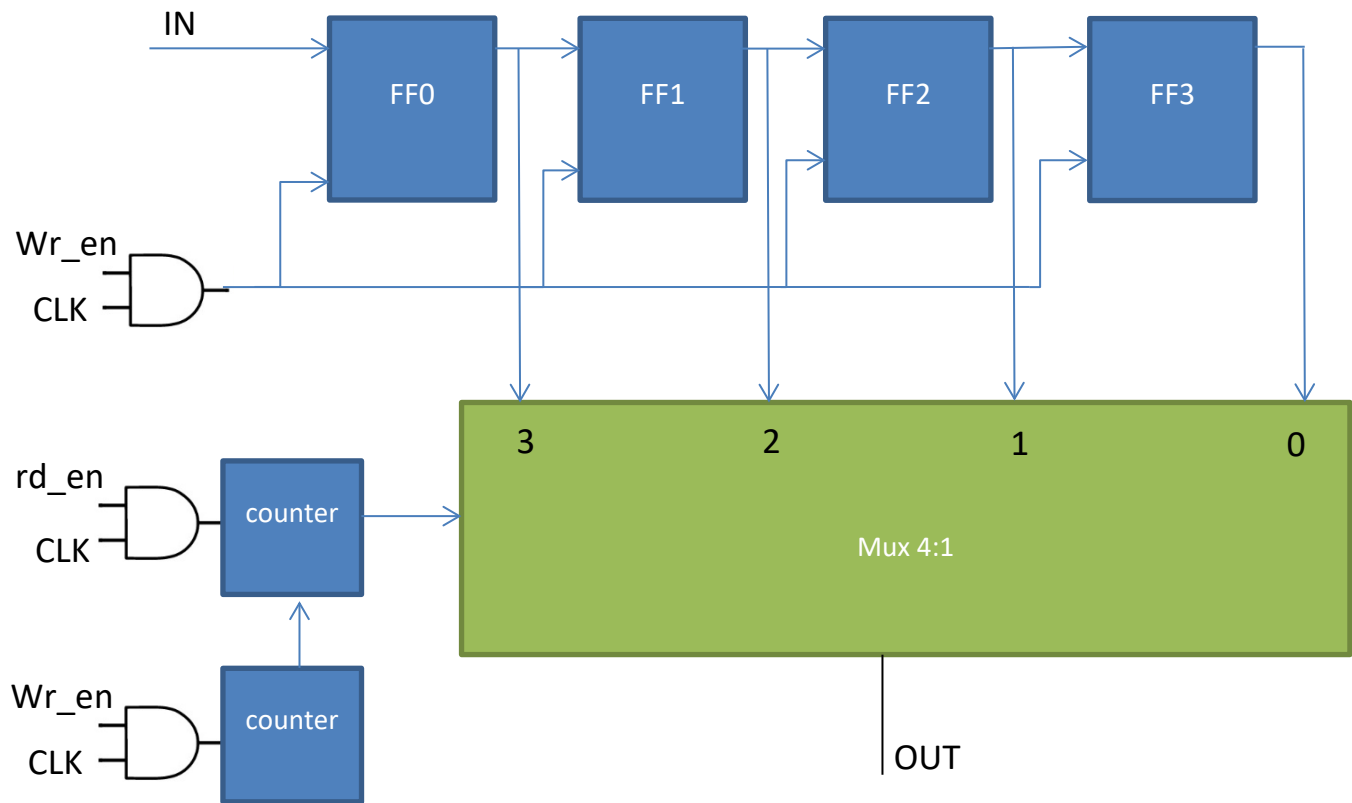 IN
FF0
FF1
FF2
FF3
Wr_en
CLK
3
2
1
0
rd_en
CLK
counter
Mux 4:1
Wr_en
CLK
counter
OUT